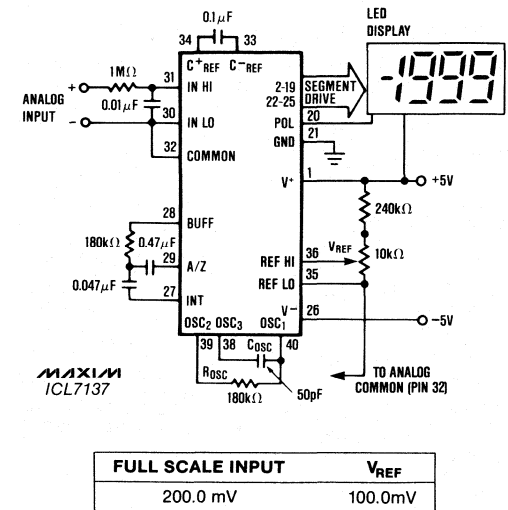 LED
DISPLAY
0.1µF
34 33
C⁺REF C⁻REF
-1999
1MΩ
31
IN HI
2-19 SEGMENT
22-25 DRIVE
ANALOG
INPUT
+
0.01µF
30
IN LO
20
POL
-
21
GND
32
COMMON
1
V⁺
+5V
240kΩ
28
BUFF
180kΩ 0.47µF
29
A/Z
36
REF HI
VREF
10kΩ
35
REF LO
0.047µF
27
INT
V⁻
26
-5V
OSC2 OSC3 OSC1
39 38 COSC 40
ROSC
180kΩ
50pF
TO ANALOG
COMMON (PIN 32)
MAXIM
ICL7137
FULL SCALE INPUT VREF
200.0 mV 100.0mV